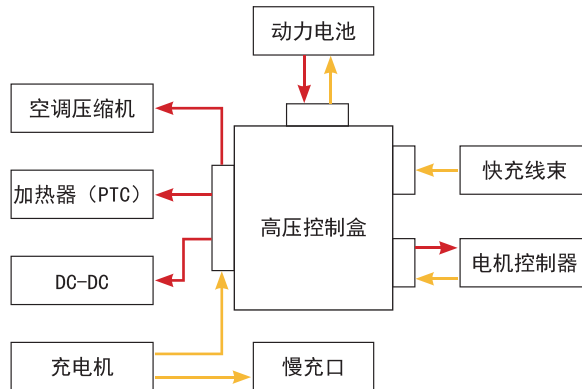 动力电池
空调压缩机
加热器（PTC）
高压控制盒
快充线束
电机控制器
DC-DC
充电机
慢充口